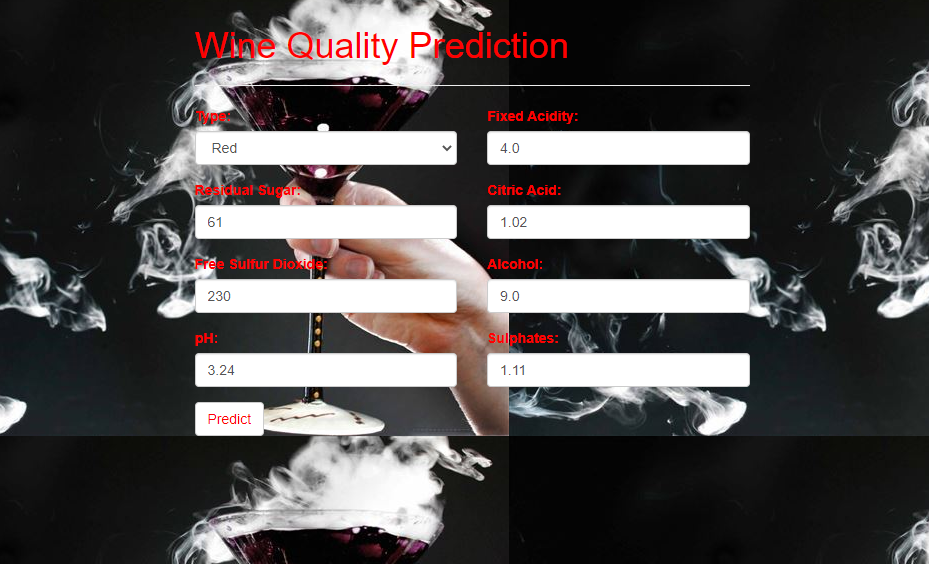 Wine Quality Prediction
Type: Fixed Acidity:
Red 4.0
Residual Sugar: Citric Acid:
61 1.02
Free Sulfur Dioxide: Alcohol:
230 9.0
pH: Sulphates:
3.24 1.11
Predict